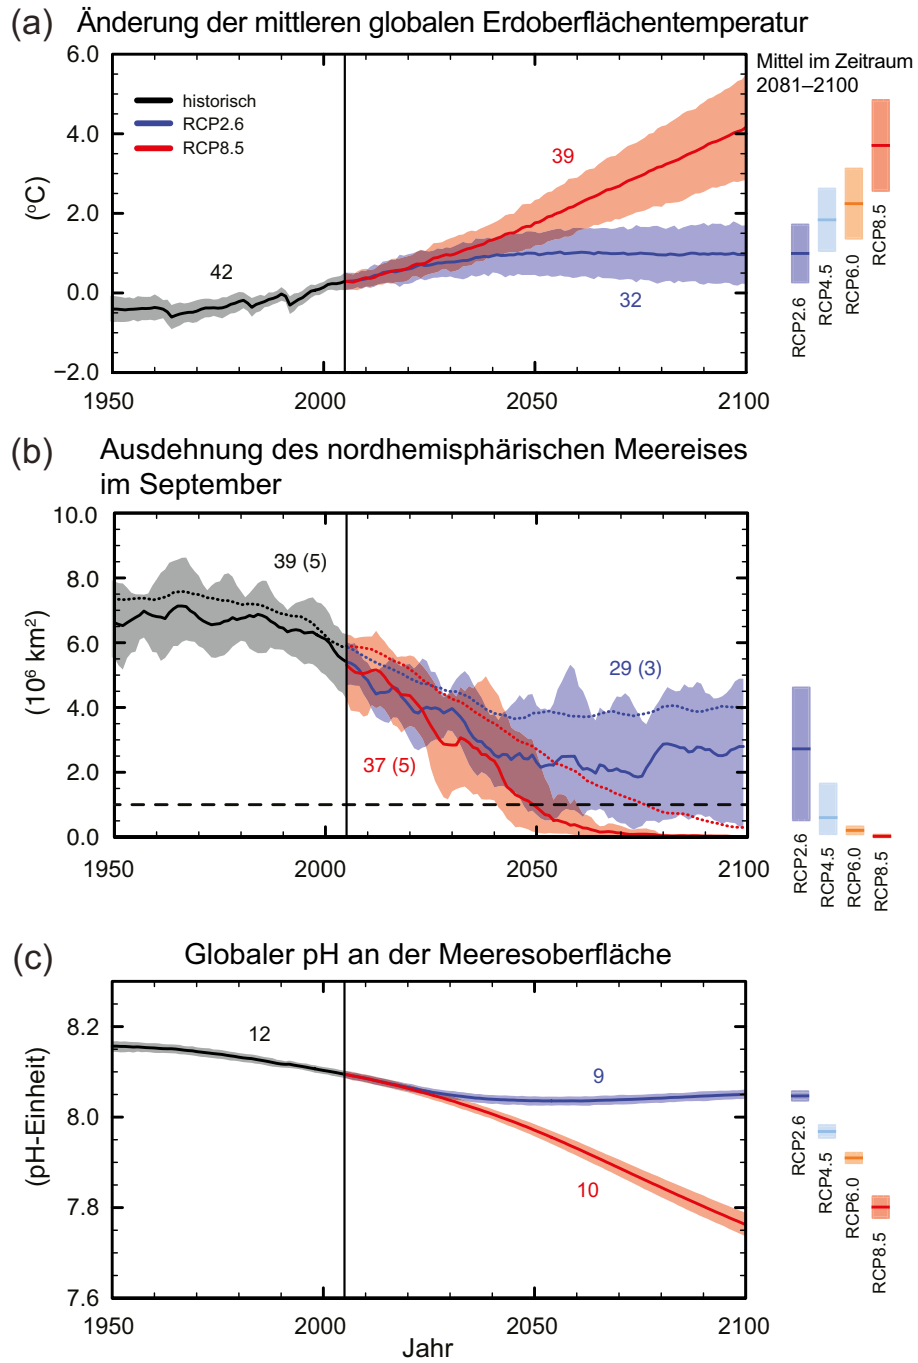 (a) Änderung der mittleren globalen Erdoberflächentemperatur
6.0
4.0
2.0
0.0
−2.0
(°C)
historisch
RCP2.6
RCP8.5
42
39
32
1950
2000
2050
2100
Mittel im Zeitraum
2081–2100
RCP2.6
RCP4.5
RCP6.0
RCP8.5
(b) Ausdehnung des nordhemisphärischen Meereises
im September
10.0
8.0
6.0
4.0
2.0
0.0
(10⁶ km²)
39 (5)
29 (3)
37 (5)
1950
2000
2050
2100
RCP2.6
RCP4.5
RCP6.0
RCP8.5
(c) Globaler pH an der Meeresoberfläche
8.2
8.0
7.8
7.6
(pH-Einheit)
12
9
10
1950
2000
2050
2100
Jahr
RCP2.6
RCP4.5
RCP6.0
RCP8.5